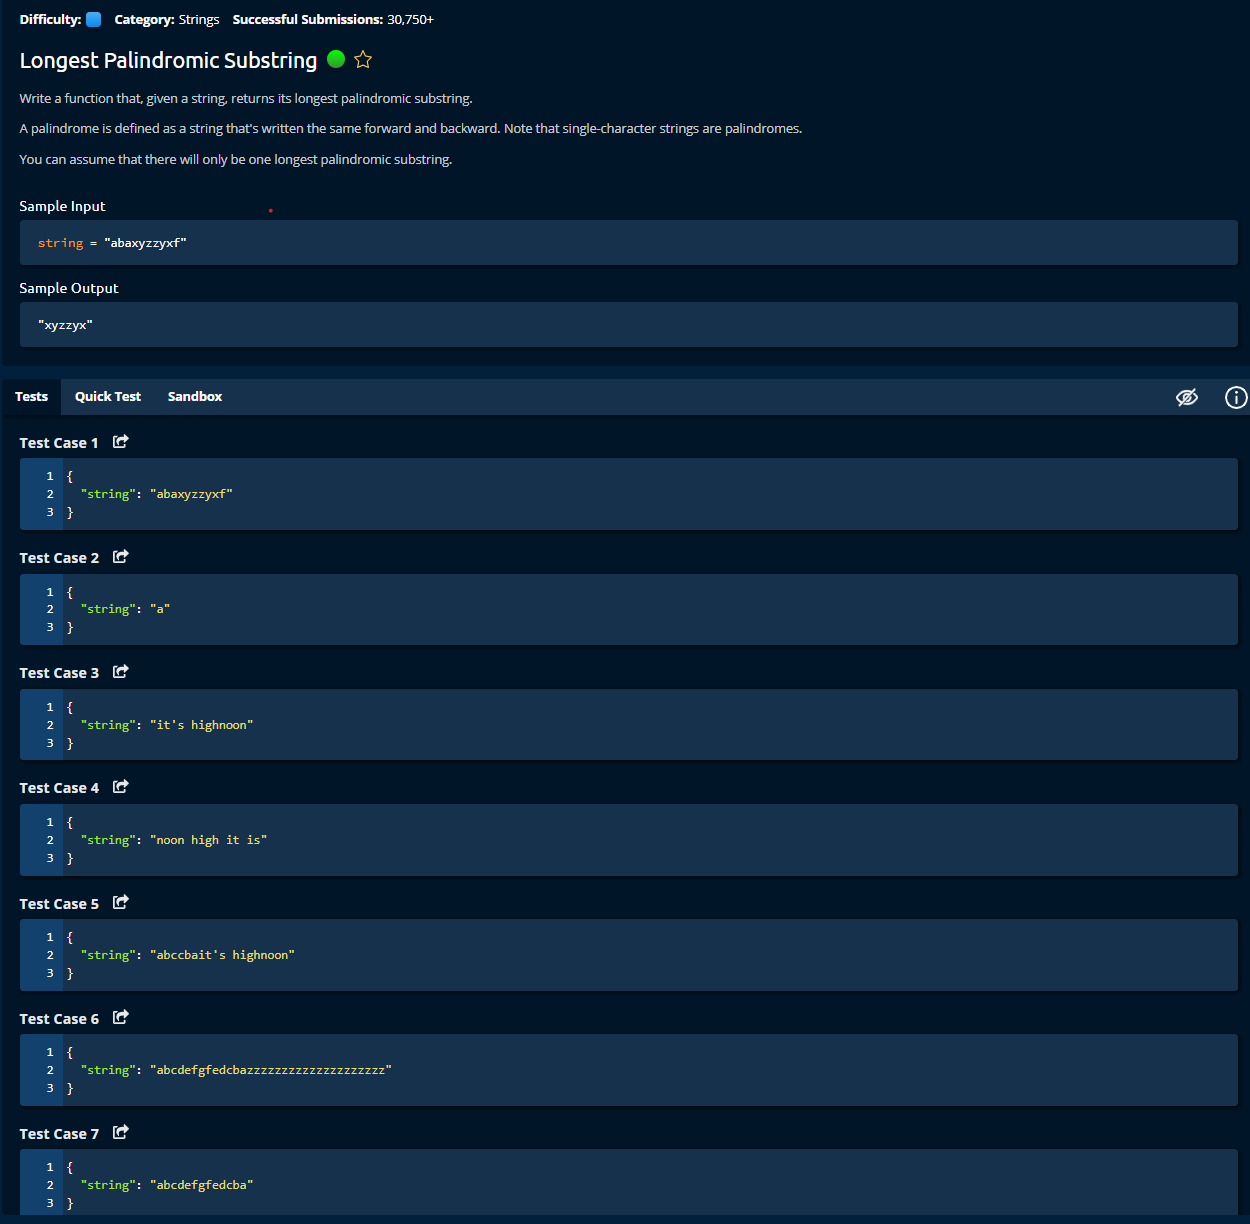 Difficulty: Category: Strings Successful Submissions: 30,750+
Longest Palindromic Substring
Write a function that, given a string, returns its longest palindromic substring.
A palindrome is defined as a string that's written the same forward and backward. Note that single-character strings are palindromes.
You can assume that there will only be one longest palindromic substring.
Sample Input
string = "abaxyzzyxf"
Sample Output
"xyzzyx"
Tests Quick Test Sandbox
Test Case 1
1 {
2 "string": "abaxyzzyxf"
3 }
Test Case 2
1 {
2 "string": "a"
3 }
Test Case 3
1 {
2 "string": "it's highnoon"
3 }
Test Case 4
1 {
2 "string": "noon high it is"
3 }
Test Case 5
1 {
2 "string": "abccbait's highnoon"
3 }
Test Case 6
1 {
2 "string": "abcdefgfedcbazzzzzzzzzzzzzzzzzzzz"
3 }
Test Case 7
1 {
2 "string": "abcdefgfedcba"
3 }